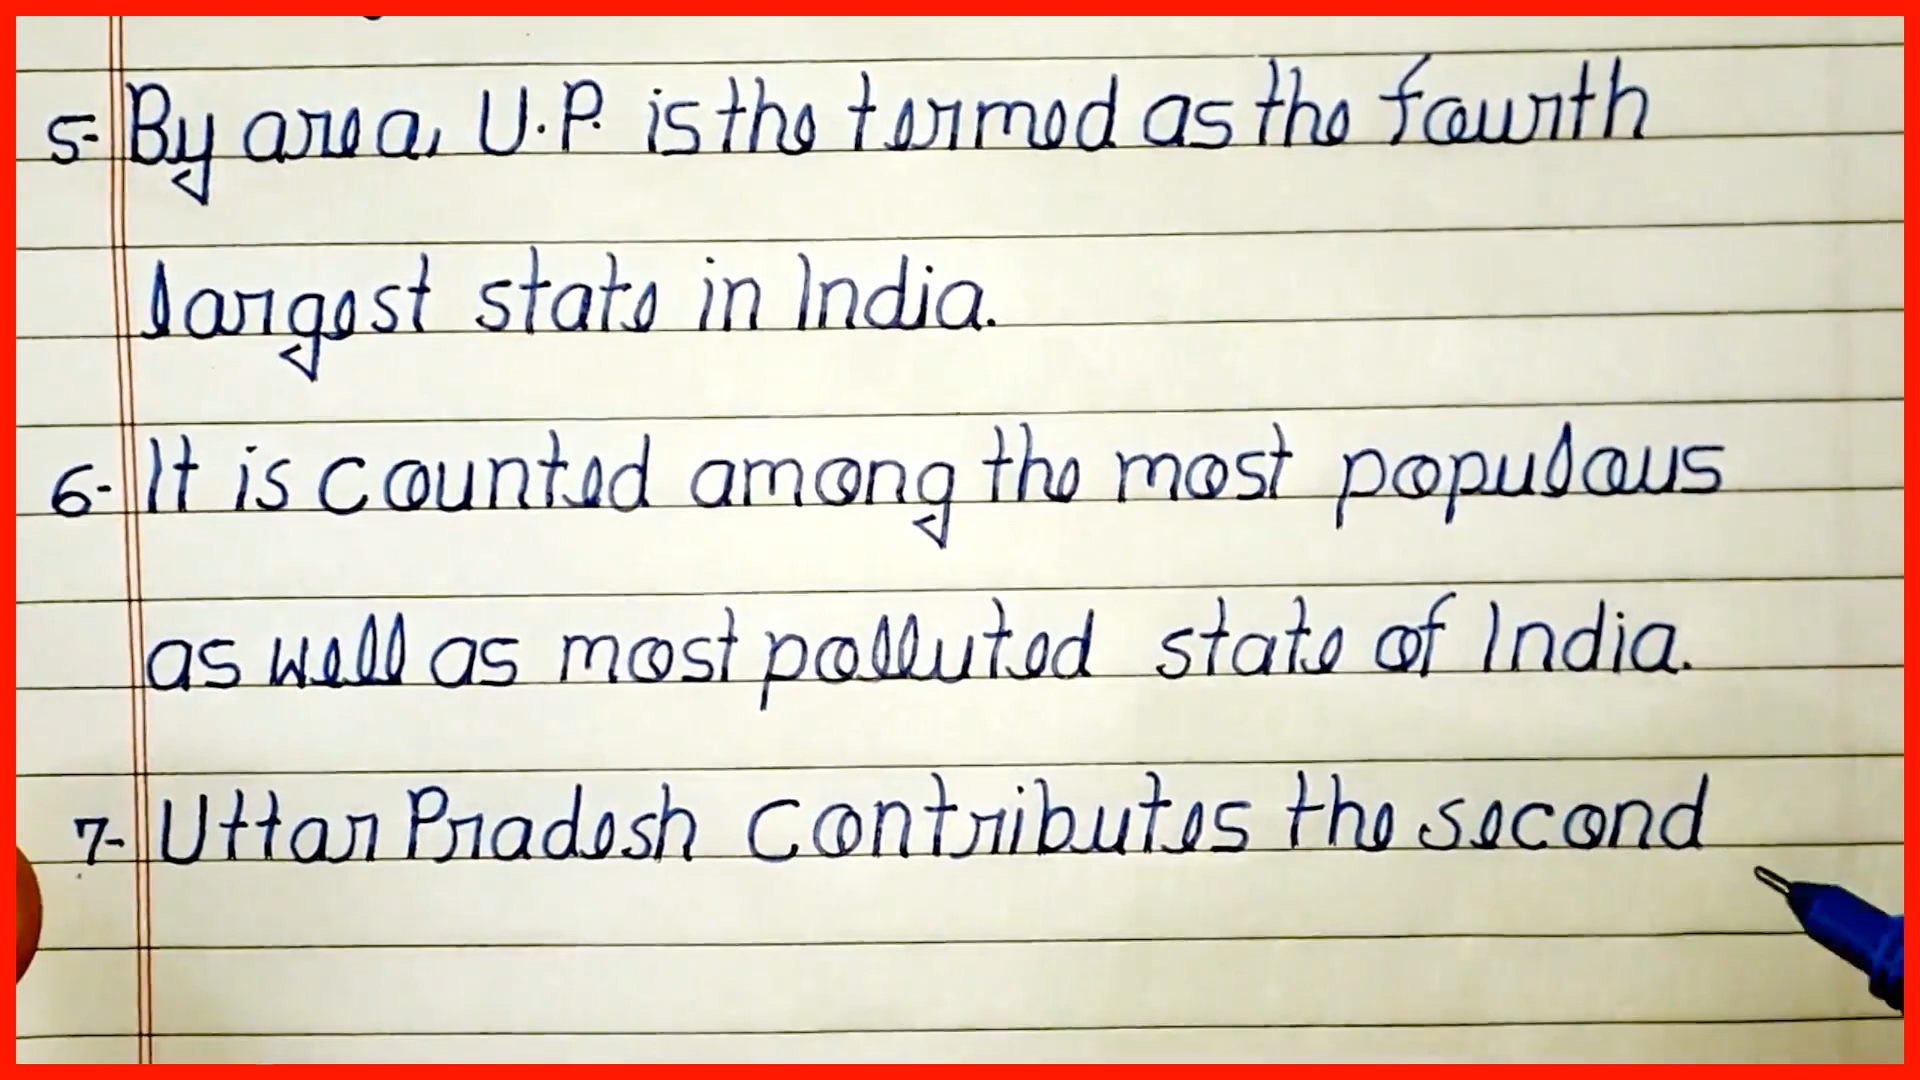 5- By area, U.P. is the termed as the fourth
largest state in India.
6- It is counted among the most populous
as well as most polluted state of India.
7- Uttar Pradesh contributes the second